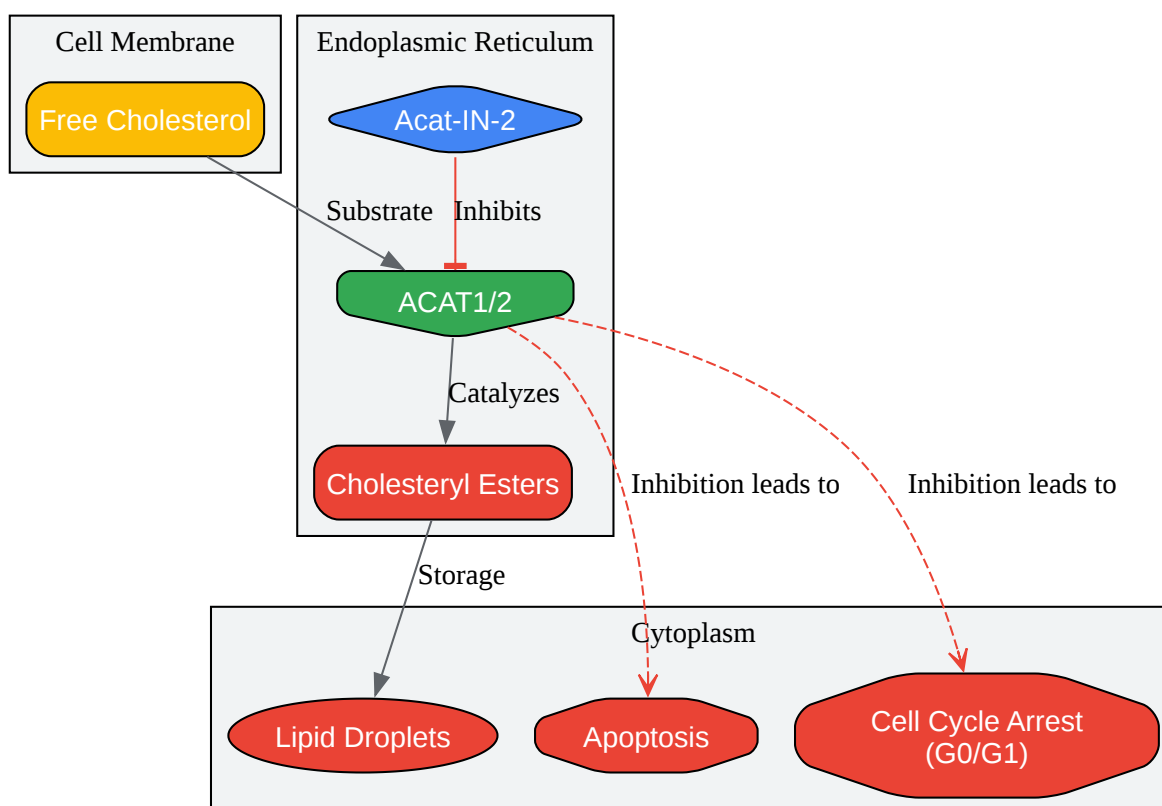 Cell Membrane
Endoplasmic Reticulum
Free Cholesterol
Acat-IN-2
Substrate
Inhibits
ACAT1/2
Catalyzes
Cholesteryl Esters
Inhibition leads to
Inhibition leads to
Storage
Cytoplasm
Lipid Droplets
Apoptosis
Cell Cycle Arrest
(G0/G1)